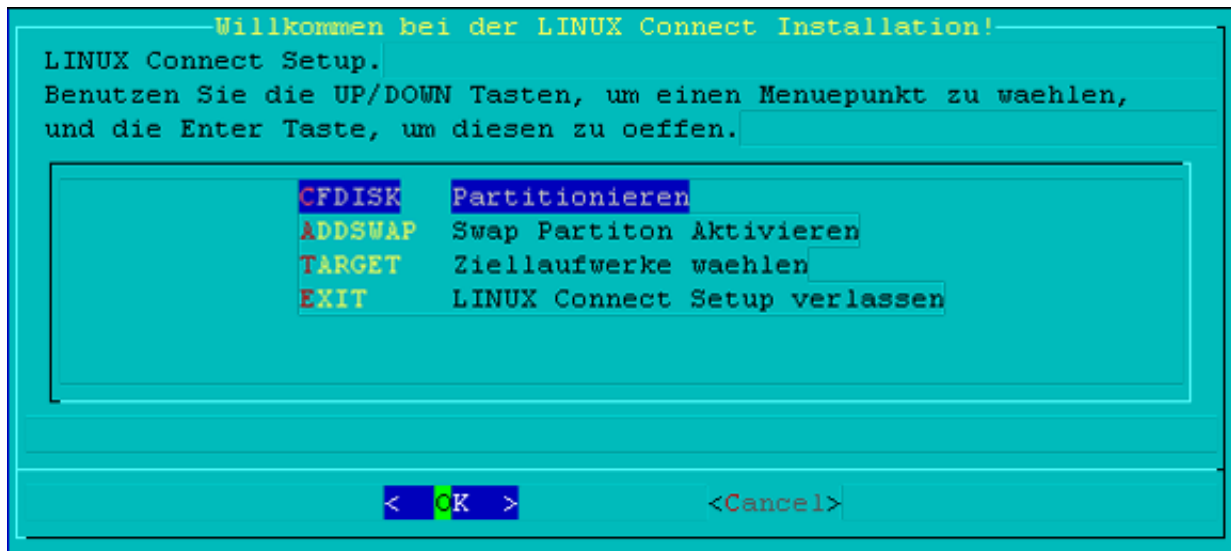 Willkommen bei der LINUX Connect Installation!
LINUX Connect Setup.
Benutzen Sie die UP/DOWN Tasten, um einen Menuepunkt zu waehlen,
und die Enter Taste, um diesen zu oeffen.
CFDISK Partitionieren
ADDSWAP Swap Partiton Aktivieren
TARGET Ziellaufwerke waehlen
EXIT LINUX Connect Setup verlassen
< OK > <Cancel>